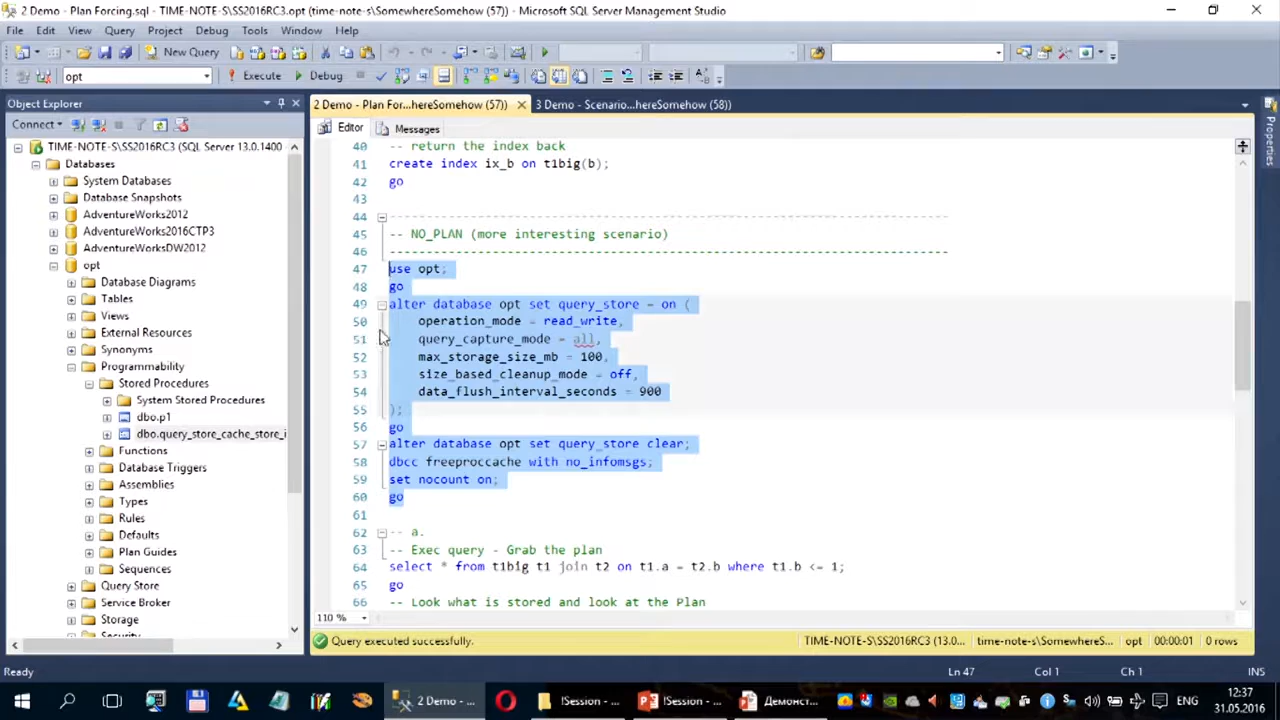 2 Demo - Plan Forcing.sql - TIME-NOTE-S\SS2016RC3.opt (time-note-s\SomewhereSomehow (57)) - Microsoft SQL Server Management Studio
File Edit View Query Project Debug Tools Window Help
New Query
opt Execute Debug
Object Explorer
Connect
TIME-NOTE-S\SS2016RC3 (SQL Server 13.0.1400
Databases
System Databases
Database Snapshots
AdventureWorks2012
AdventureWorks2016CTP3
AdventureWorksDW2012
opt
Database Diagrams
Tables
Views
External Resources
Synonyms
Programmability
Stored Procedures
System Stored Procedures
dbo.p1
dbo.query_store_cache_store_i
Functions
Database Triggers
Assemblies
Types
Rules
Defaults
Plan Guides
Sequences
Query Store
Service Broker
Storage
Security
2 Demo - Plan For...hereSomehow (57)) 3 Demo - Scenario...hereSomehow (58))
Editor Messages
40 -- return the index back
41 create index ix_b on t1big(b);
42 go
43
44 --------------------------------------------------------------------------------
45 -- NO_PLAN (more interesting scenario)
46 --------------------------------------------------------------------------------
47 use opt;
48 go
49 alter database opt set query_store = on (
50 operation_mode = read_write,
51 query_capture_mode = all,
52 max_storage_size_mb = 100,
53 size_based_cleanup_mode = off,
54 data_flush_interval_seconds = 900
55 );
56 go
57 alter database opt set query_store clear;
58 dbcc freeproccache with no_infomsgs;
59 set nocount on;
60 go
61
62 -- a.
63 -- Exec query - Grab the plan
64 select * from t1big t1 join t2 on t1.a = t2.b where t1.b <= 1;
65 go
66 -- Look what is stored and look at the Plan
110 %
Query executed successfully. TIME-NOTE-S\SS2016RC3 (13.0... time-note-s\SomewhereS... opt 00:00:01 0 rows
Properties
Ready Ln 47 Col 1 Ch 1 INS
2 Demo - ... !Session - ... !Session - ... Демонст... ENG 12:37
31.05.2016